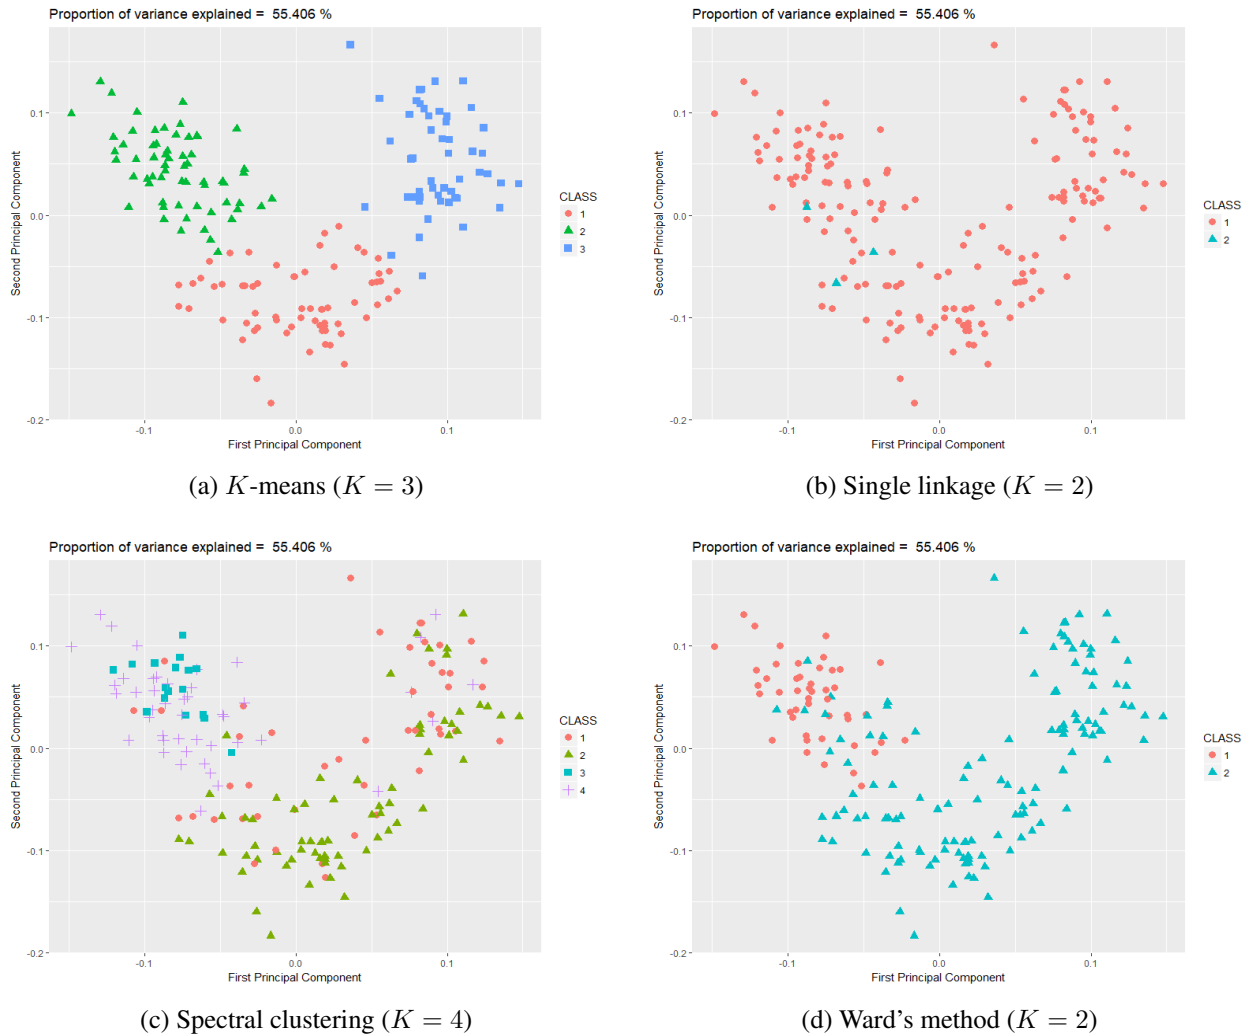 Proportion of variance explained = 55.406 %
Second Principal Component
0.1
0.0
-0.1
-0.2
-0.1
0.0
0.1
First Principal Component
CLASS
1
2
3
(a) K-means (K = 3)
Proportion of variance explained = 55.406 %
Second Principal Component
0.1
0.0
-0.1
-0.2
-0.1
0.0
0.1
First Principal Component
CLASS
1
2
(b) Single linkage (K = 2)
Proportion of variance explained = 55.406 %
Second Principal Component
0.1
0.0
-0.1
-0.2
-0.1
0.0
0.1
First Principal Component
CLASS
1
2
3
4
(c) Spectral clustering (K = 4)
Proportion of variance explained = 55.406 %
Second Principal Component
0.1
0.0
-0.1
-0.2
-0.1
0.0
0.1
First Principal Component
CLASS
1
2
(d) Ward's method (K = 2)